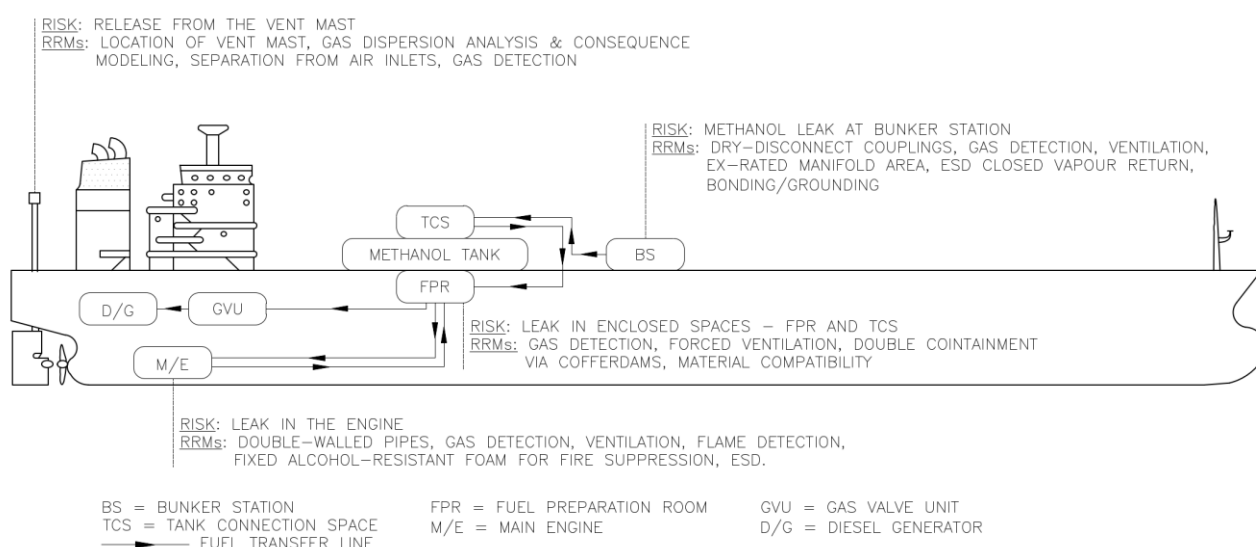 RISK: RELEASE FROM THE VENT MAST
RRMs: LOCATION OF VENT MAST, GAS DISPERSION ANALYSIS & CONSEQUENCE
MODELING, SEPARATION FROM AIR INLETS, GAS DETECTION
RISK: METHANOL LEAK AT BUNKER STATION
RRMs: DRY-DISCONNECT COUPLINGS, GAS DETECTION, VENTILATION,
EX-RATED MANIFOLD AREA, ESD CLOSED VAPOUR RETURN,
BONDING/GROUNDING
TCS
METHANOL TANK
BS
FPR
D/G
GVU
M/E
RISK: LEAK IN ENCLOSED SPACES – FPR AND TCS
RRMs: GAS DETECTION, FORCED VENTILATION, DOUBLE COINTAINMENT
VIA COFFERDAMS, MATERIAL COMPATIBILITY
RISK: LEAK IN THE ENGINE
RRMs: DOUBLE-WALLED PIPES, GAS DETECTION, VENTILATION, FLAME DETECTION,
FIXED ALCOHOL-RESISTANT FOAM FOR FIRE SUPPRESSION, ESD.
BS = BUNKER STATION
TCS = TANK CONNECTION SPACE
FUEL TRANSFER LINE
FPR = FUEL PREPARATION ROOM
M/E = MAIN ENGINE
GVU = GAS VALVE UNIT
D/G = DIESEL GENERATOR